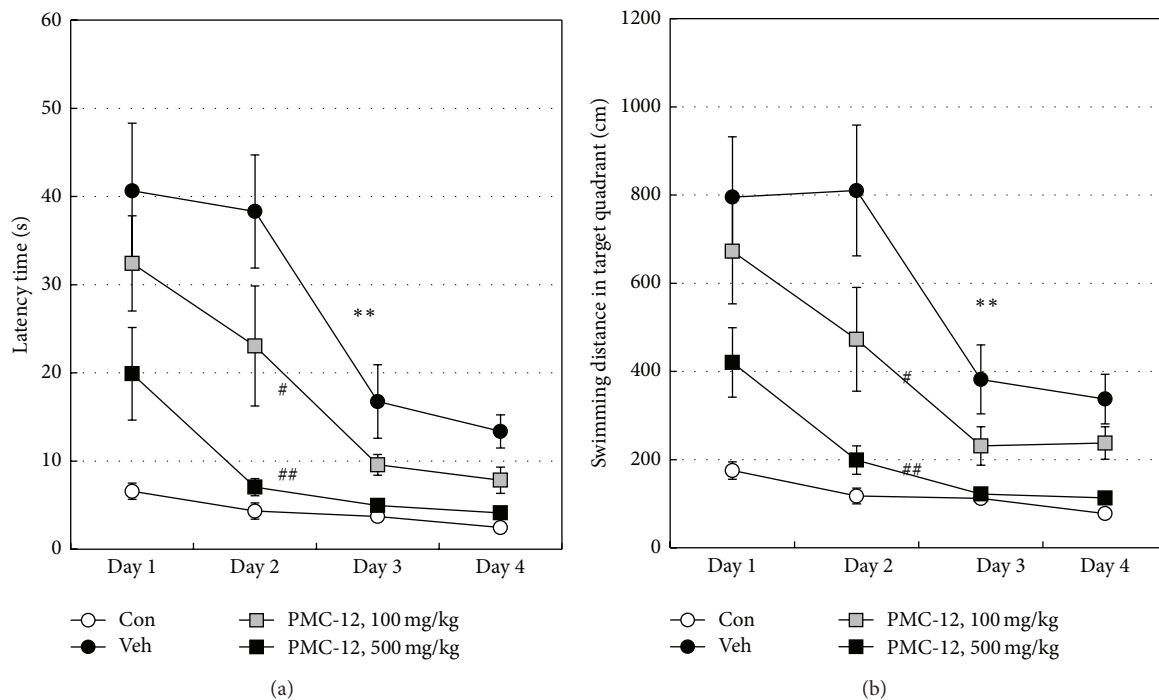 60
50
40
30
20
10
0
Latency time (s)
**
#
##
Day 1 Day 2 Day 3 Day 4
Con
Veh
PMC-12, 100 mg/kg
PMC-12, 500 mg/kg
(a)
1200
1000
800
600
400
200
0
Swimming distance in target quadrant (cm)
**
#
##
Day 1 Day 2 Day 3 Day 4
Con
Veh
PMC-12, 100 mg/kg
PMC-12, 500 mg/kg
(b)